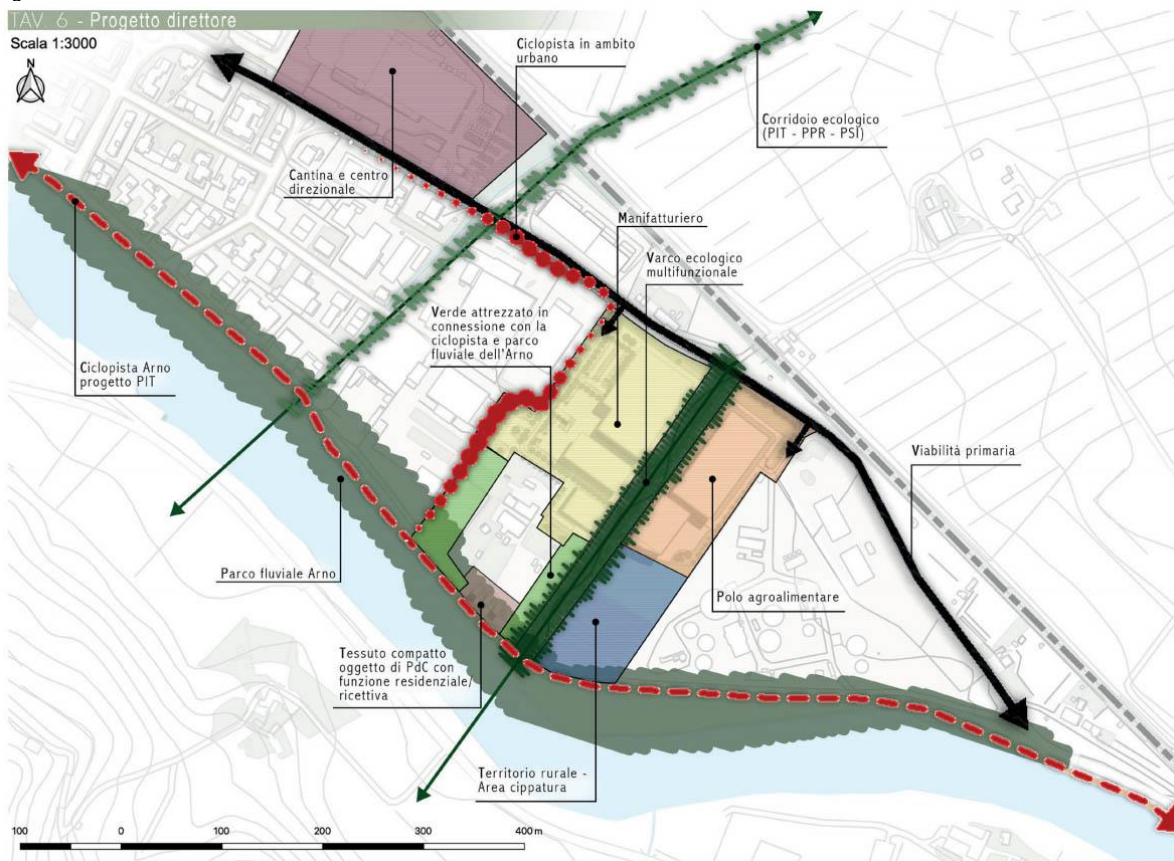 TAV. 6 - Progetto direttore
Scala 1:3000
N
Ciclopista in ambito
urbano
Corridoio ecologico
(PIT - PPR - PSI)
Cantina e centro
direzionale
Manifatturiero
Varco ecologico
multifunzionale
Verde attrezzato in
connessione con la
ciclopista e parco
fluviale dell'Arno
Ciclopista Arno
progetto PIT
Viabilità primaria
Parco fluviale Arno
Polo agroalimentare
Tessuto compatto
oggetto di PdC con
funzione residenziale/
ricettiva
Territorio rurale -
Area cippatura
100 0 100 200 300 400 m